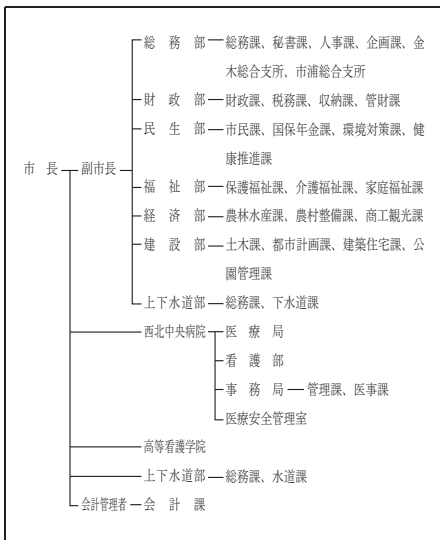 総務部 総務課、秘書課、人事課、企画課、金
木総合支所、市浦総合支所
財政部 財政課、税務課、収納課、管財課
民生部 市民課、国保年金課、環境対策課、健
康推進課
市長 副市長
福祉部 保護福祉課、介護福祉課、家庭福祉課
経済部 農林水産課、農村整備課、商工観光課
建設部 土木課、都市計画課、建築住宅課、公
園管理課
上下水道部 総務課、下水道課
西北中央病院 医療局
看護部
事務局 管理課、医事課
医療安全管理室
高等看護学院
上下水道部 総務課、水道課
会計管理者 会計課